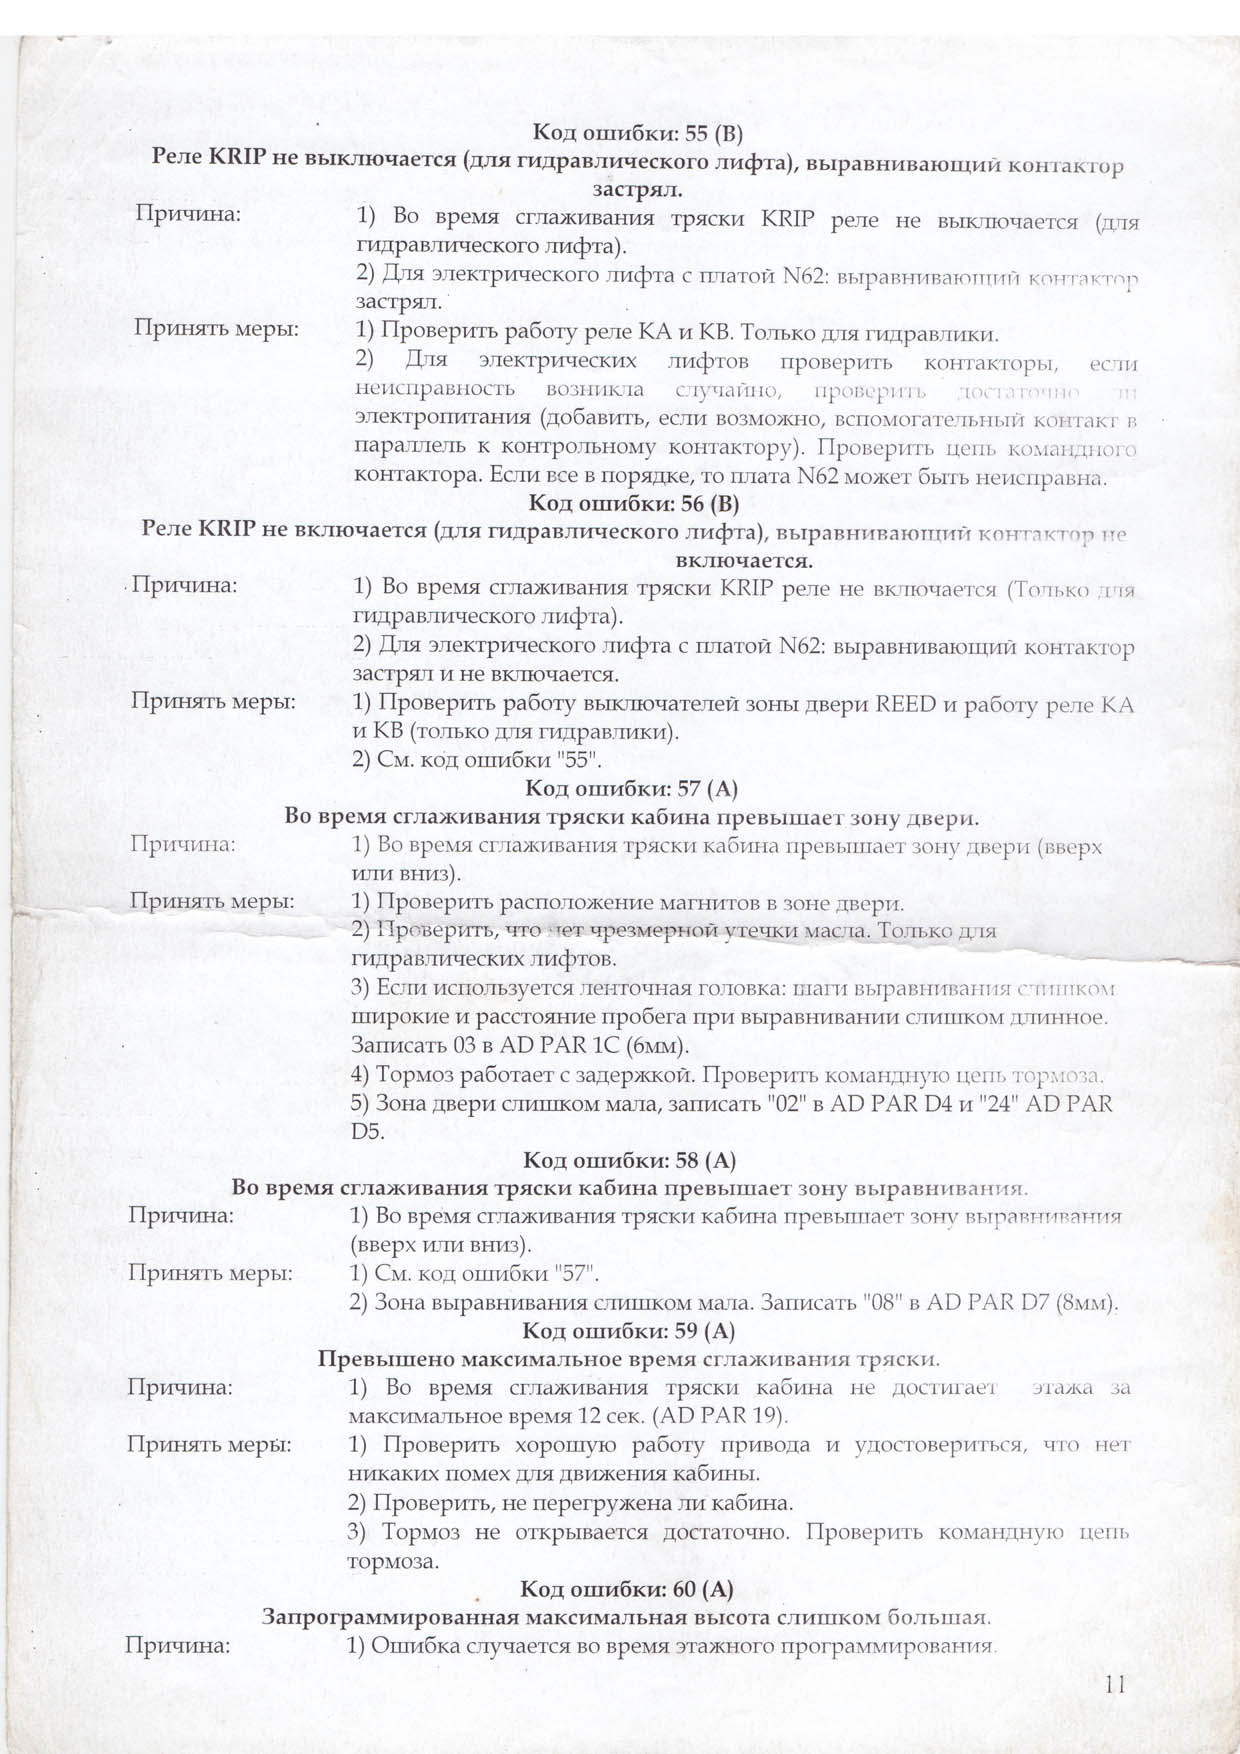 Код ошибки: 55 (B)
Реле KRIP не выключается (для гидравлического лифта), выравнивающий контактор
застрял.
Причина: 1) Во время сглаживания тряски KRIP реле не выключается (для
гидравлического лифта).
2) Для электрического лифта с платой N62: выравнивающий контактор
застрял.
Принять меры: 1) Проверить работу реле KA и KB. Только для гидравлики.
2) Для электрических лифтов проверить контакторы, если
неисправность возникла случайно, проверить достаточно ли
электропитания (добавить, если возможно, вспомогательный контакт в
параллель к контрольному контактору). Проверить цепь командного
контактора. Если все в порядке, то плата N62 может быть неисправна.
Код ошибки: 56 (B)
Реле KRIP не включается (для гидравлического лифта), выравнивающий контактор не
включается.
Причина: 1) Во время сглаживания тряски KRIP реле не включается (Только для
гидравлического лифта).
2) Для электрического лифта с платой N62: выравнивающий контактор
застрял и не включается.
Принять меры: 1) Проверить работу выключателей зоны двери REED и работу реле KA
и KB (только для гидравлики).
2) См. код ошибки "55".
Код ошибки: 57 (A)
Во время сглаживания тряски кабина превышает зону двери.
Причина: 1) Во время сглаживания тряски кабина превышает зону двери (вверх
или вниз).
Принять меры: 1) Проверить расположение магнитов в зоне двери.
2) Проверить, что нет чрезмерной утечки масла. Только для
гидравлических лифтов.
3) Если используется ленточная головка: шаги выравнивания слишком
широкие и расстояние пробега при выравнивании слишком длинное.
Записать 03 в AD PAR 1C (6мм).
4) Тормоз работает с задержкой. Проверить командную цепь тормоза.
5) Зона двери слишком мала, записать "02" в AD PAR D4 и "24" AD PAR
D5.
Код ошибки: 58 (A)
Во время сглаживания тряски кабина превышает зону выравнивания.
Причина: 1) Во время сглаживания тряски кабина превышает зону выравнивания
(вверх или вниз).
Принять меры: 1) См. код ошибки "57".
2) Зона выравнивания слишком мала. Записать "08" в AD PAR D7 (8мм).
Код ошибки: 59 (A)
Превышено максимальное время сглаживания тряски.
Причина: 1) Во время сглаживания тряски кабина не достигает этажа за
максимальное время 12 сек. (AD PAR 19).
Принять меры: 1) Проверить хорошую работу привода и удостовериться, что нет
никаких помех для движения кабины.
2) Проверить, не перегружена ли кабина.
3) Тормоз не открывается достаточно. Проверить командную цепь
тормоза.
Код ошибки: 60 (A)
Запрограммированная максимальная высота слишком большая.
Причина: 1) Ошибка случается во время этажного программирования.
11